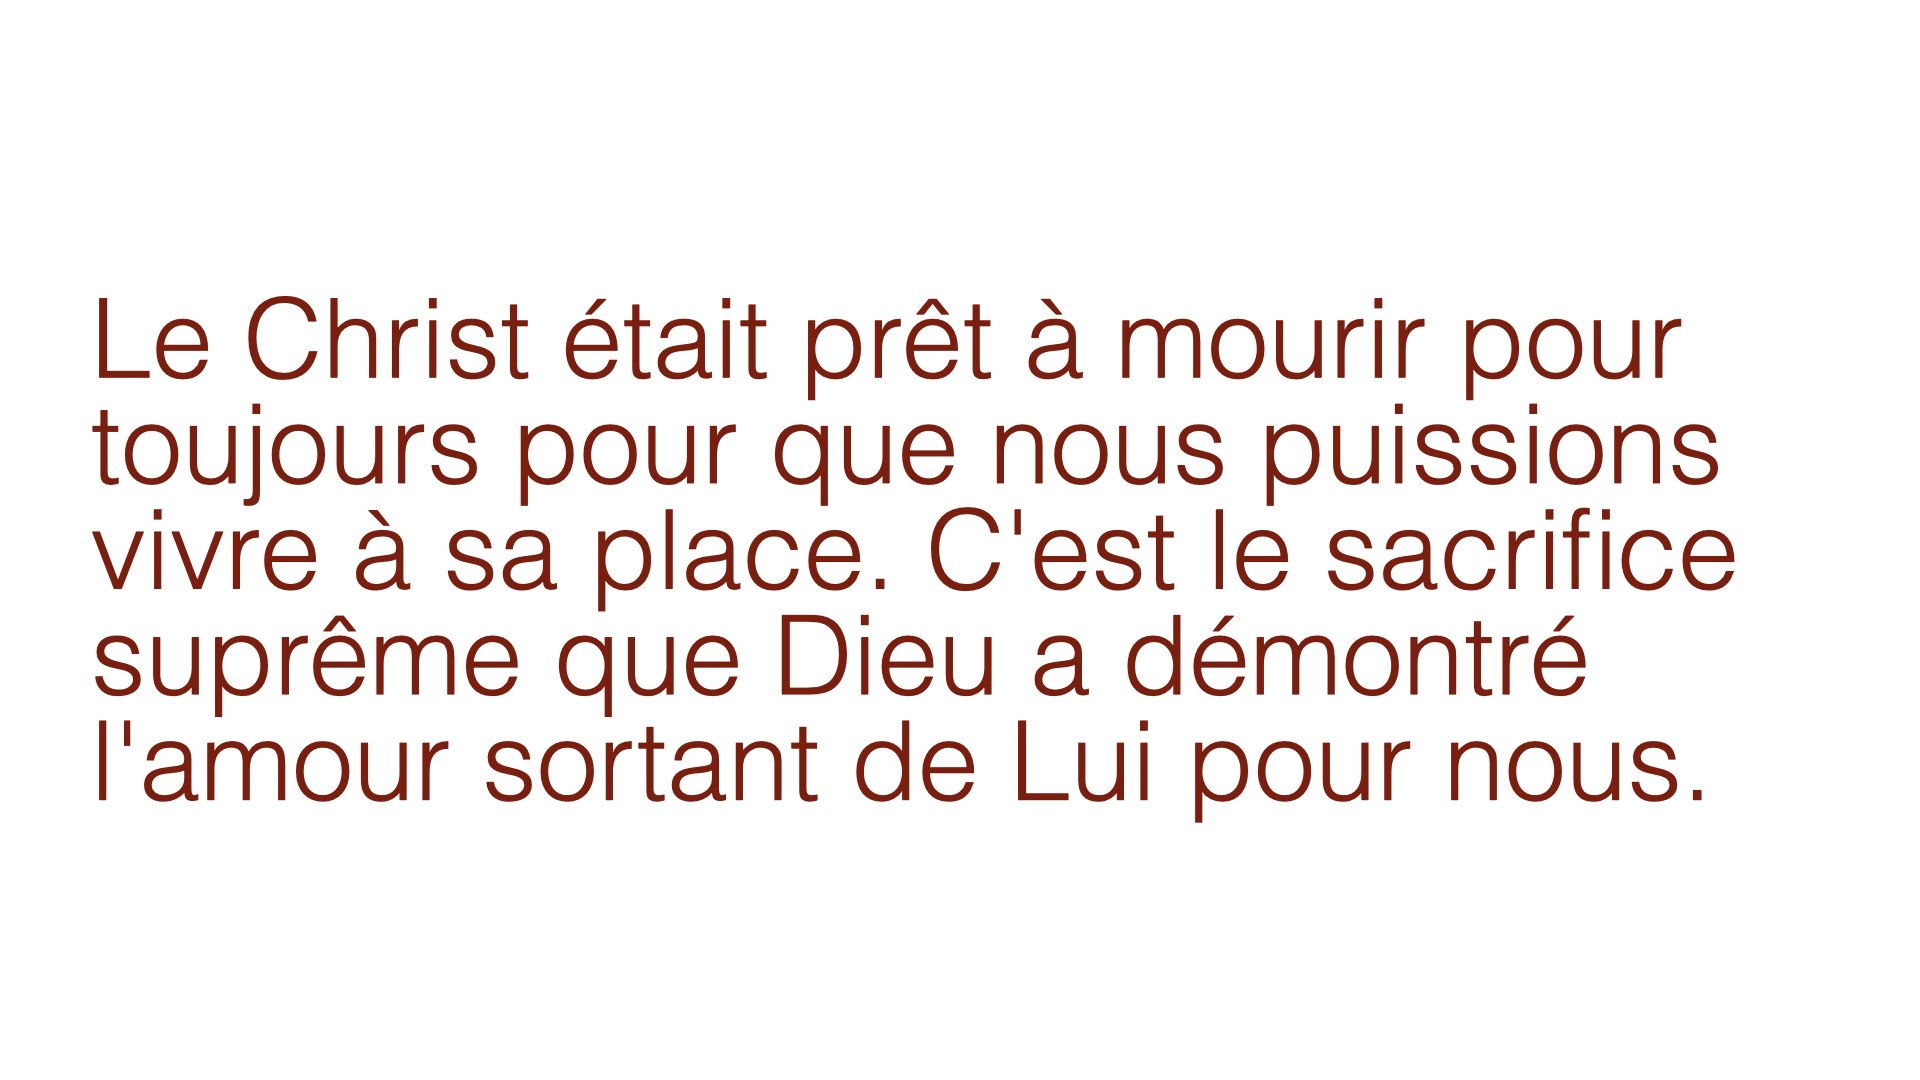 Le Christ était prêt à mourir pour
toujours pour que nous puissions
vivre à sa place. C'est le sacrifice
suprême que Dieu a démontré
l'amour sortant de Lui pour nous.